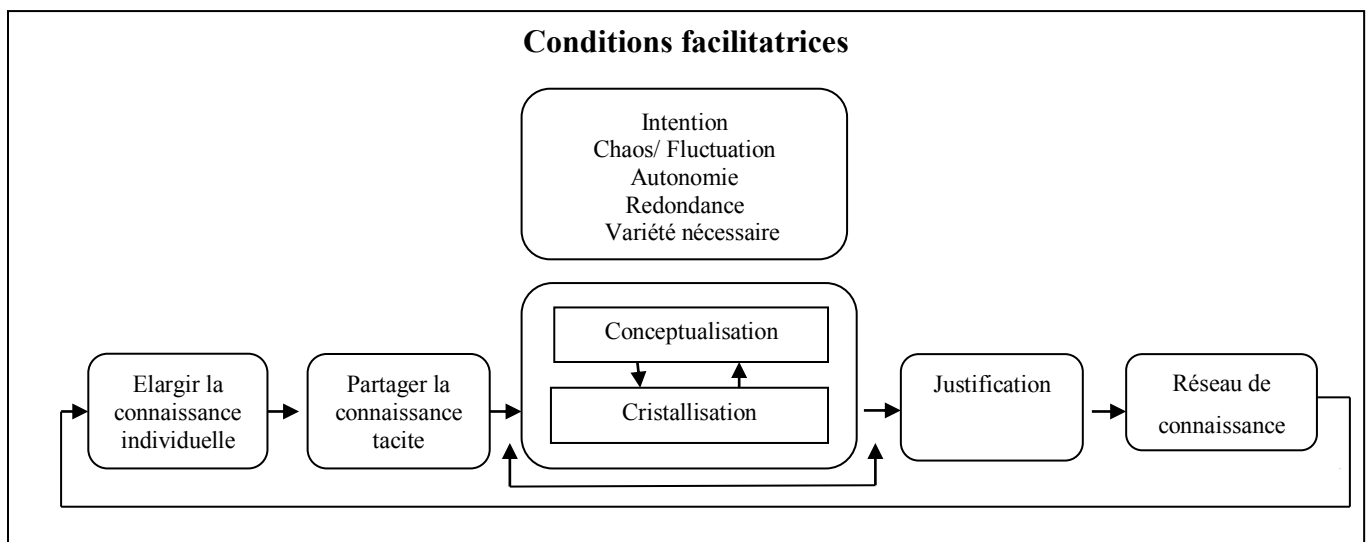 Conditions facilitatrices
Intention
Chaos/ Fluctuation
Autonomie
Redondance
Variété nécessaire
Elargir la
connaissance
individuelle
Partager la
connaissance
tacite
Conceptualisation
Cristallisation
Justification
Réseau de
connaissance